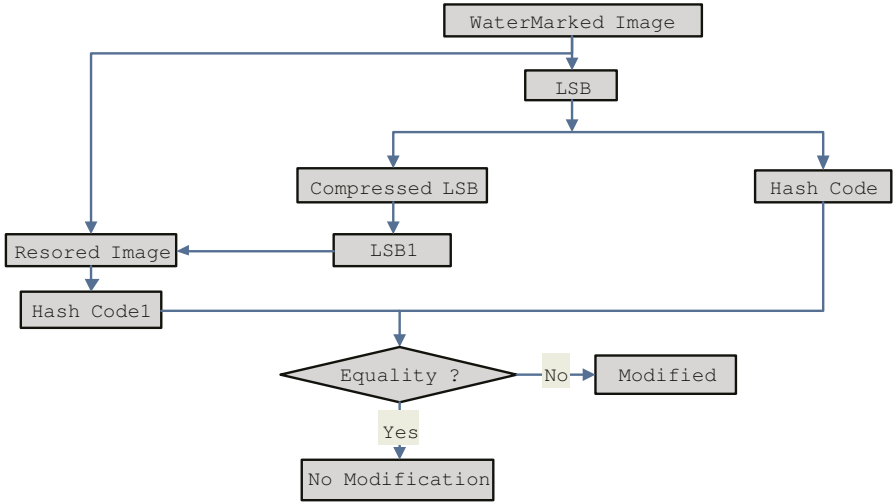 WaterMarked Image
LSB
Compressed LSB
Hash Code
Resored Image
LSB1
Hash Code1
Equality ?
No
Modified
Yes
No Modification